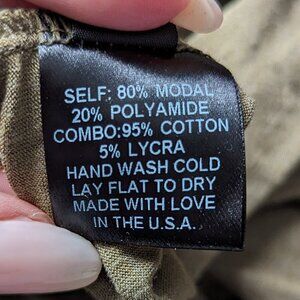 SELF: 80% MODAL
20% POLYAMIDE
COMBO:95% COTTON
5% LYCRA
HAND WASH COLD
LAY FLAT TO DRY
MADE WITH LOVE
IN THE U.S.A.